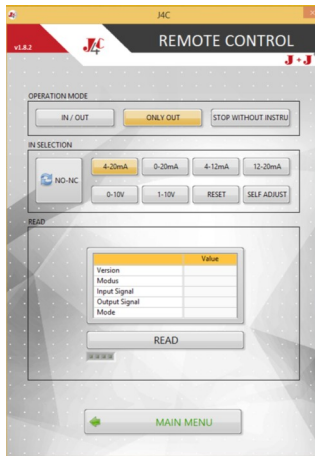 J4C
v1.8.2
J4C
REMOTE CONTROL
J+J
OPERATION MODE
IN / OUT
ONLY OUT
STOP WITHOUT INSTRU
IN SELECTION
NO-NC
4-20mA
0-20mA
4-12mA
12-20mA
0-10V
1-10V
RESET
SELF ADJUST
READ
Value
Version
Modus
Input Signal
Output Signal
Mode
READ
MAIN MENU